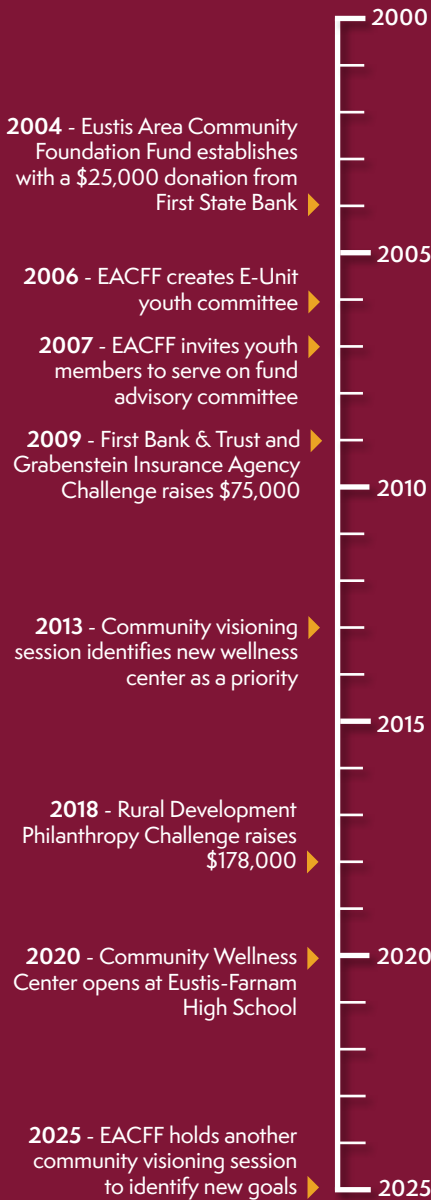 2000
2004 - Eustis Area Community
Foundation Fund establishes
with a $25,000 donation from
First State Bank
2005
2006 - EACFF creates E-Unit
youth committee
2007 - EACFF invites youth
members to serve on fund
advisory committee
2009 - First Bank & Trust and
Grabenstein Insurance Agency
Challenge raises $75,000
2010
2013 - Community visioning
session identifies new wellness
center as a priority
2015
2018 - Rural Development
Philanthropy Challenge raises
$178,000
2020 - Community Wellness
Center opens at Eustis-Farnam
High School
2020
2025 - EACFF holds another
community visioning session
to identify new goals
2025